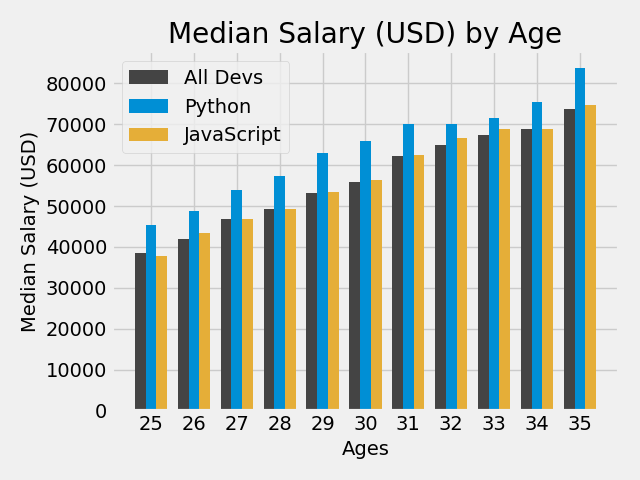 Median Salary (USD) by Age
All Devs
Python
JavaScript
Median Salary (USD)
80000
70000
60000
50000
40000
30000
20000
10000
0
25 26 27 28 29 30 31 32 33 34 35
Ages